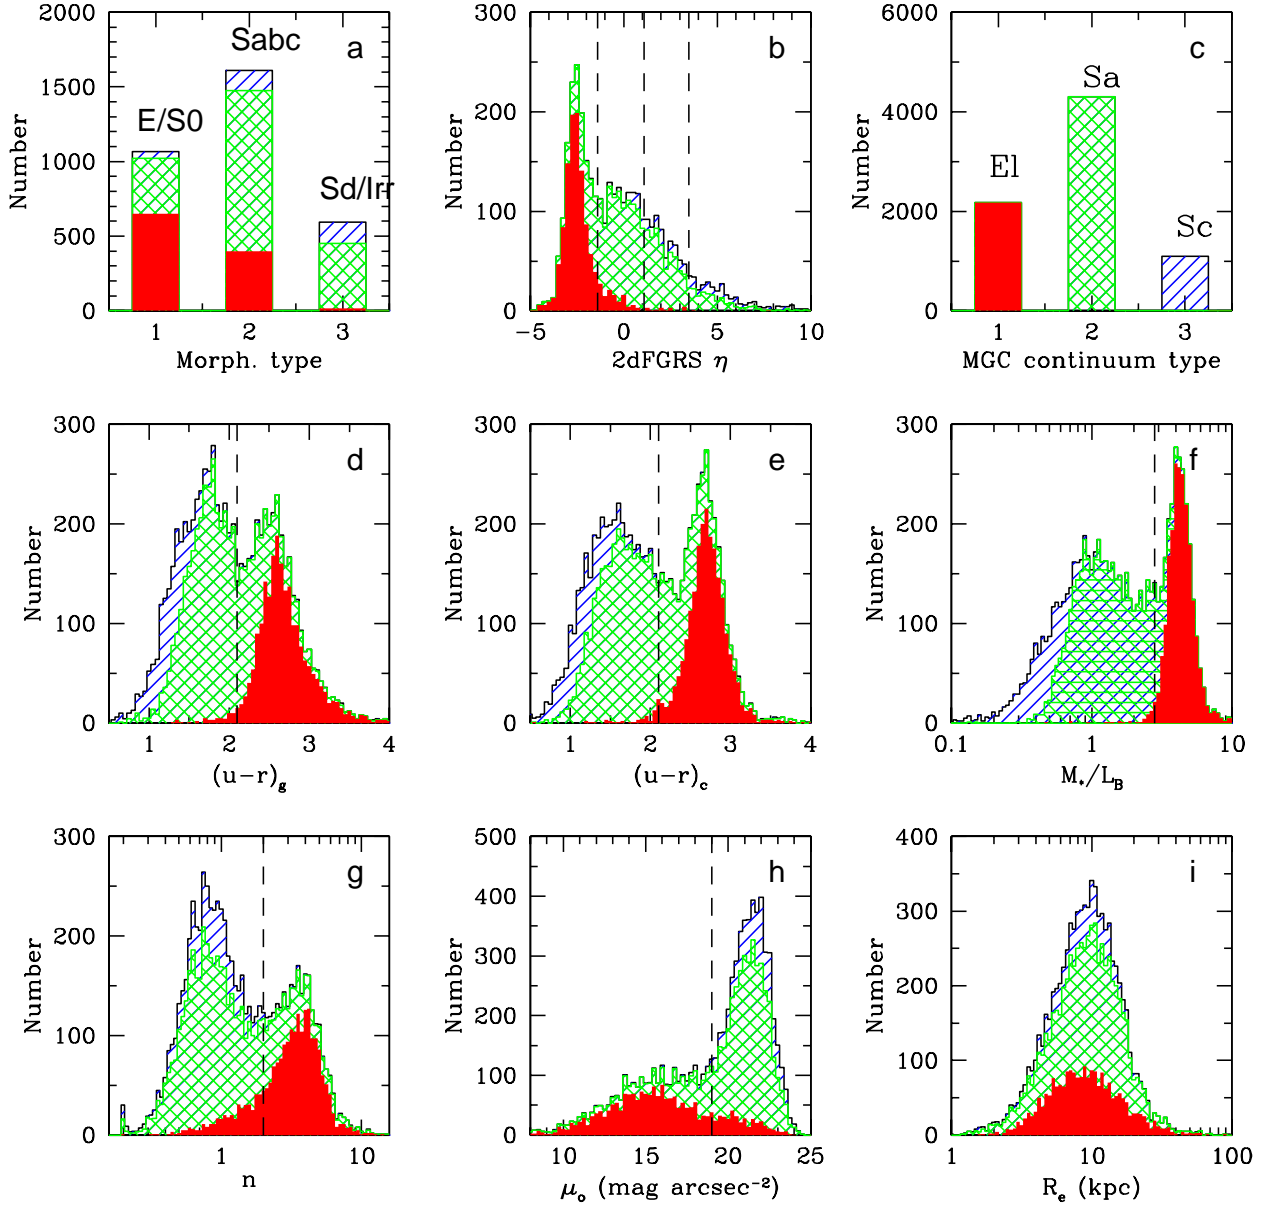 2000
1500
1000
500
0
Number
a
E/S0
Sabc
Sd/Irr
1 2 3
Morph. type
300
200
100
0
Number
b
-5 0 5 10
2dFGRS η
6000
4000
2000
0
Number
c
El
Sa
Sc
1 2 3
MGC continuum type
300
200
100
0
Number
d
1 2 3 4
(u-r)g
300
200
100
0
Number
e
1 2 3 4
(u-r)c
300
200
100
0
Number
f
0.1 1 10
M*/LB
300
200
100
0
Number
g
1 10
n
500
400
300
200
100
0
Number
h
10 15 20 25
μo (mag arcsec-2)
400
300
200
100
0
Number
i
1 10 100
Re (kpc)